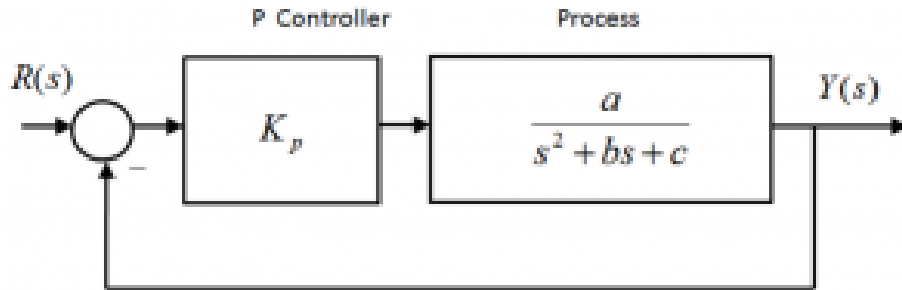 P Controller
Process
R(s)
K_p
a
s^2 + bs + c
Y(s)
−